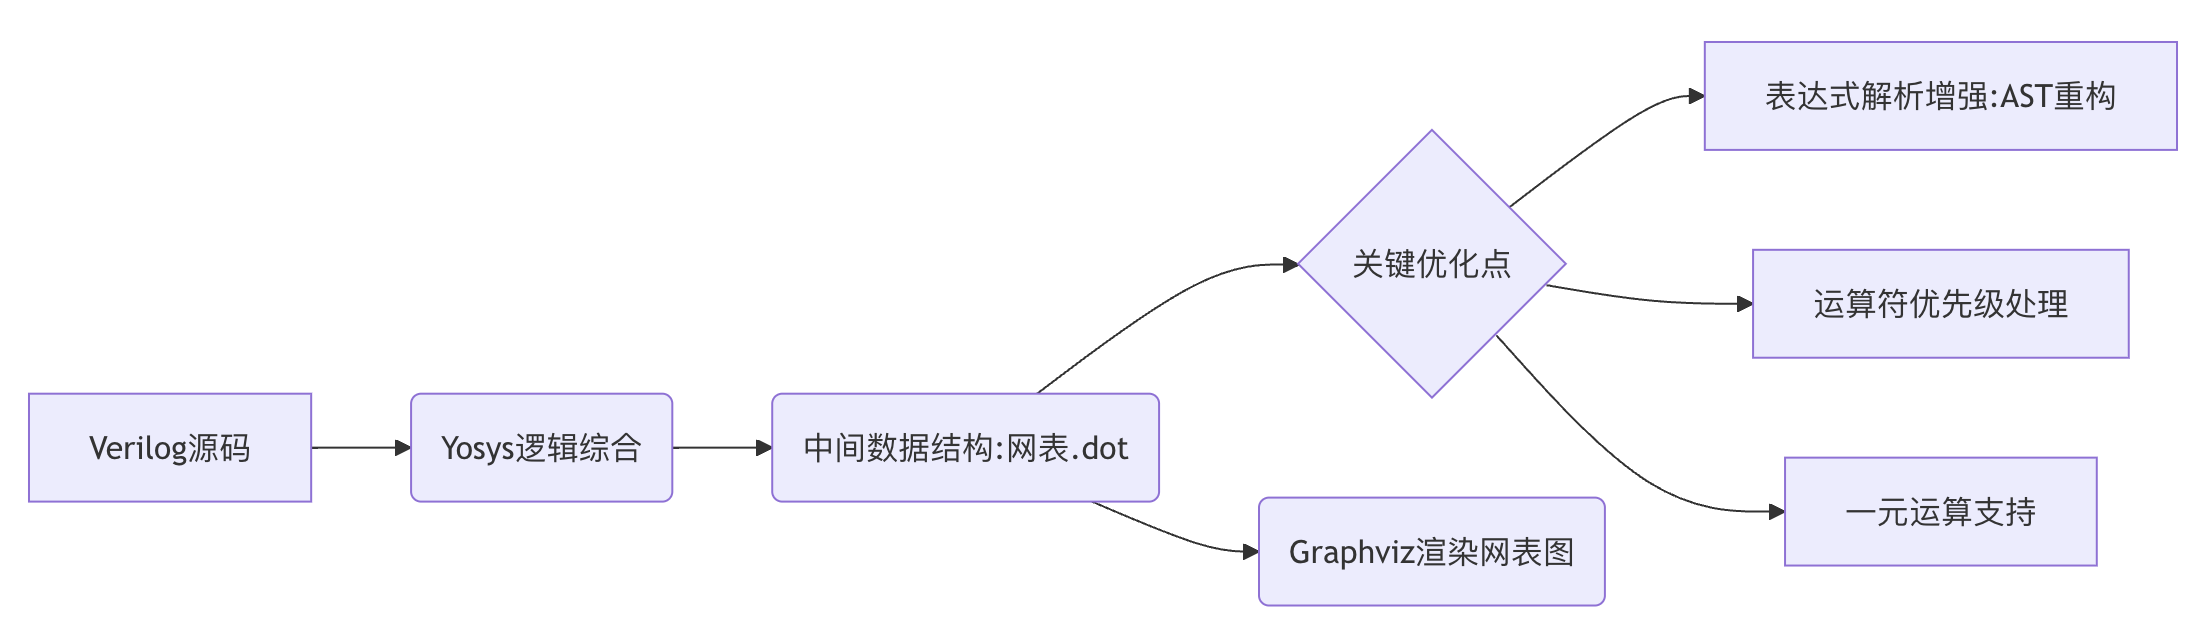 Verilog源码
Yosys逻辑综合
中间数据结构:网表.dot
关键优化点
Graphviz渲染网表图
表达式解析增强:AST重构
运算符优先级处理
一元运算支持